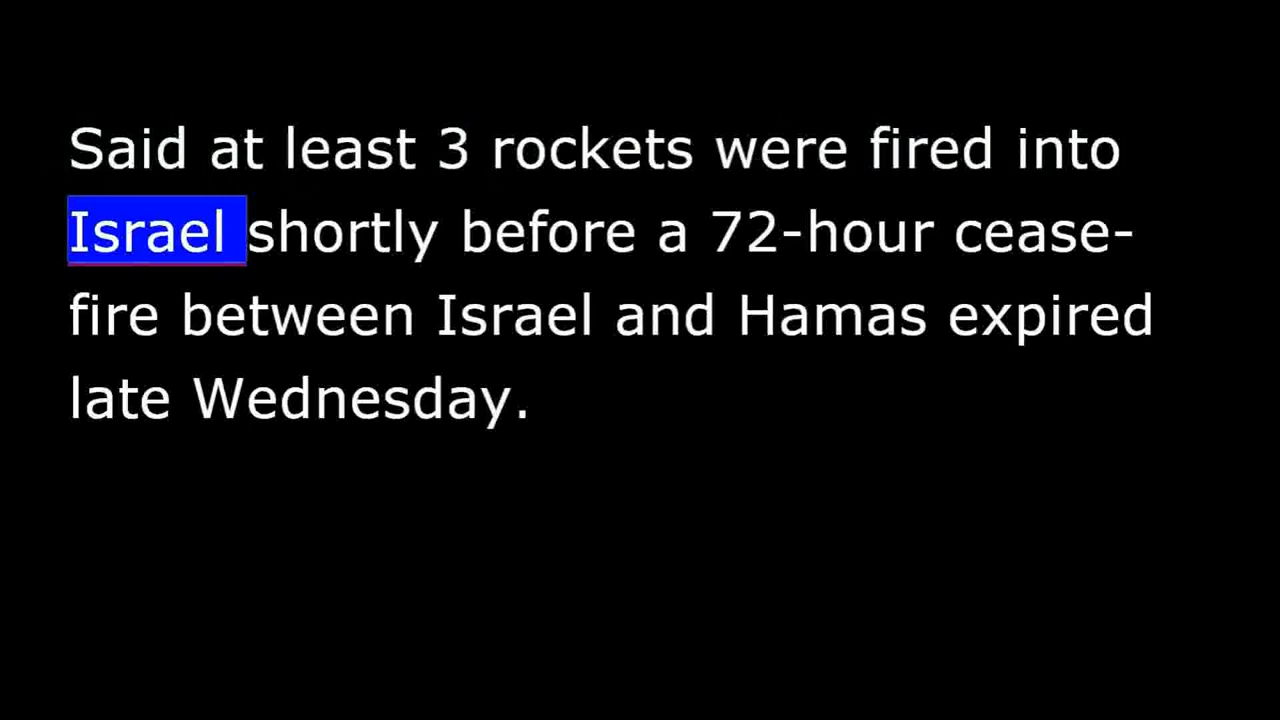 Said at least 3 rockets were fired into
Israel shortly before a 72-hour cease-
fire between Israel and Hamas expired
late Wednesday.